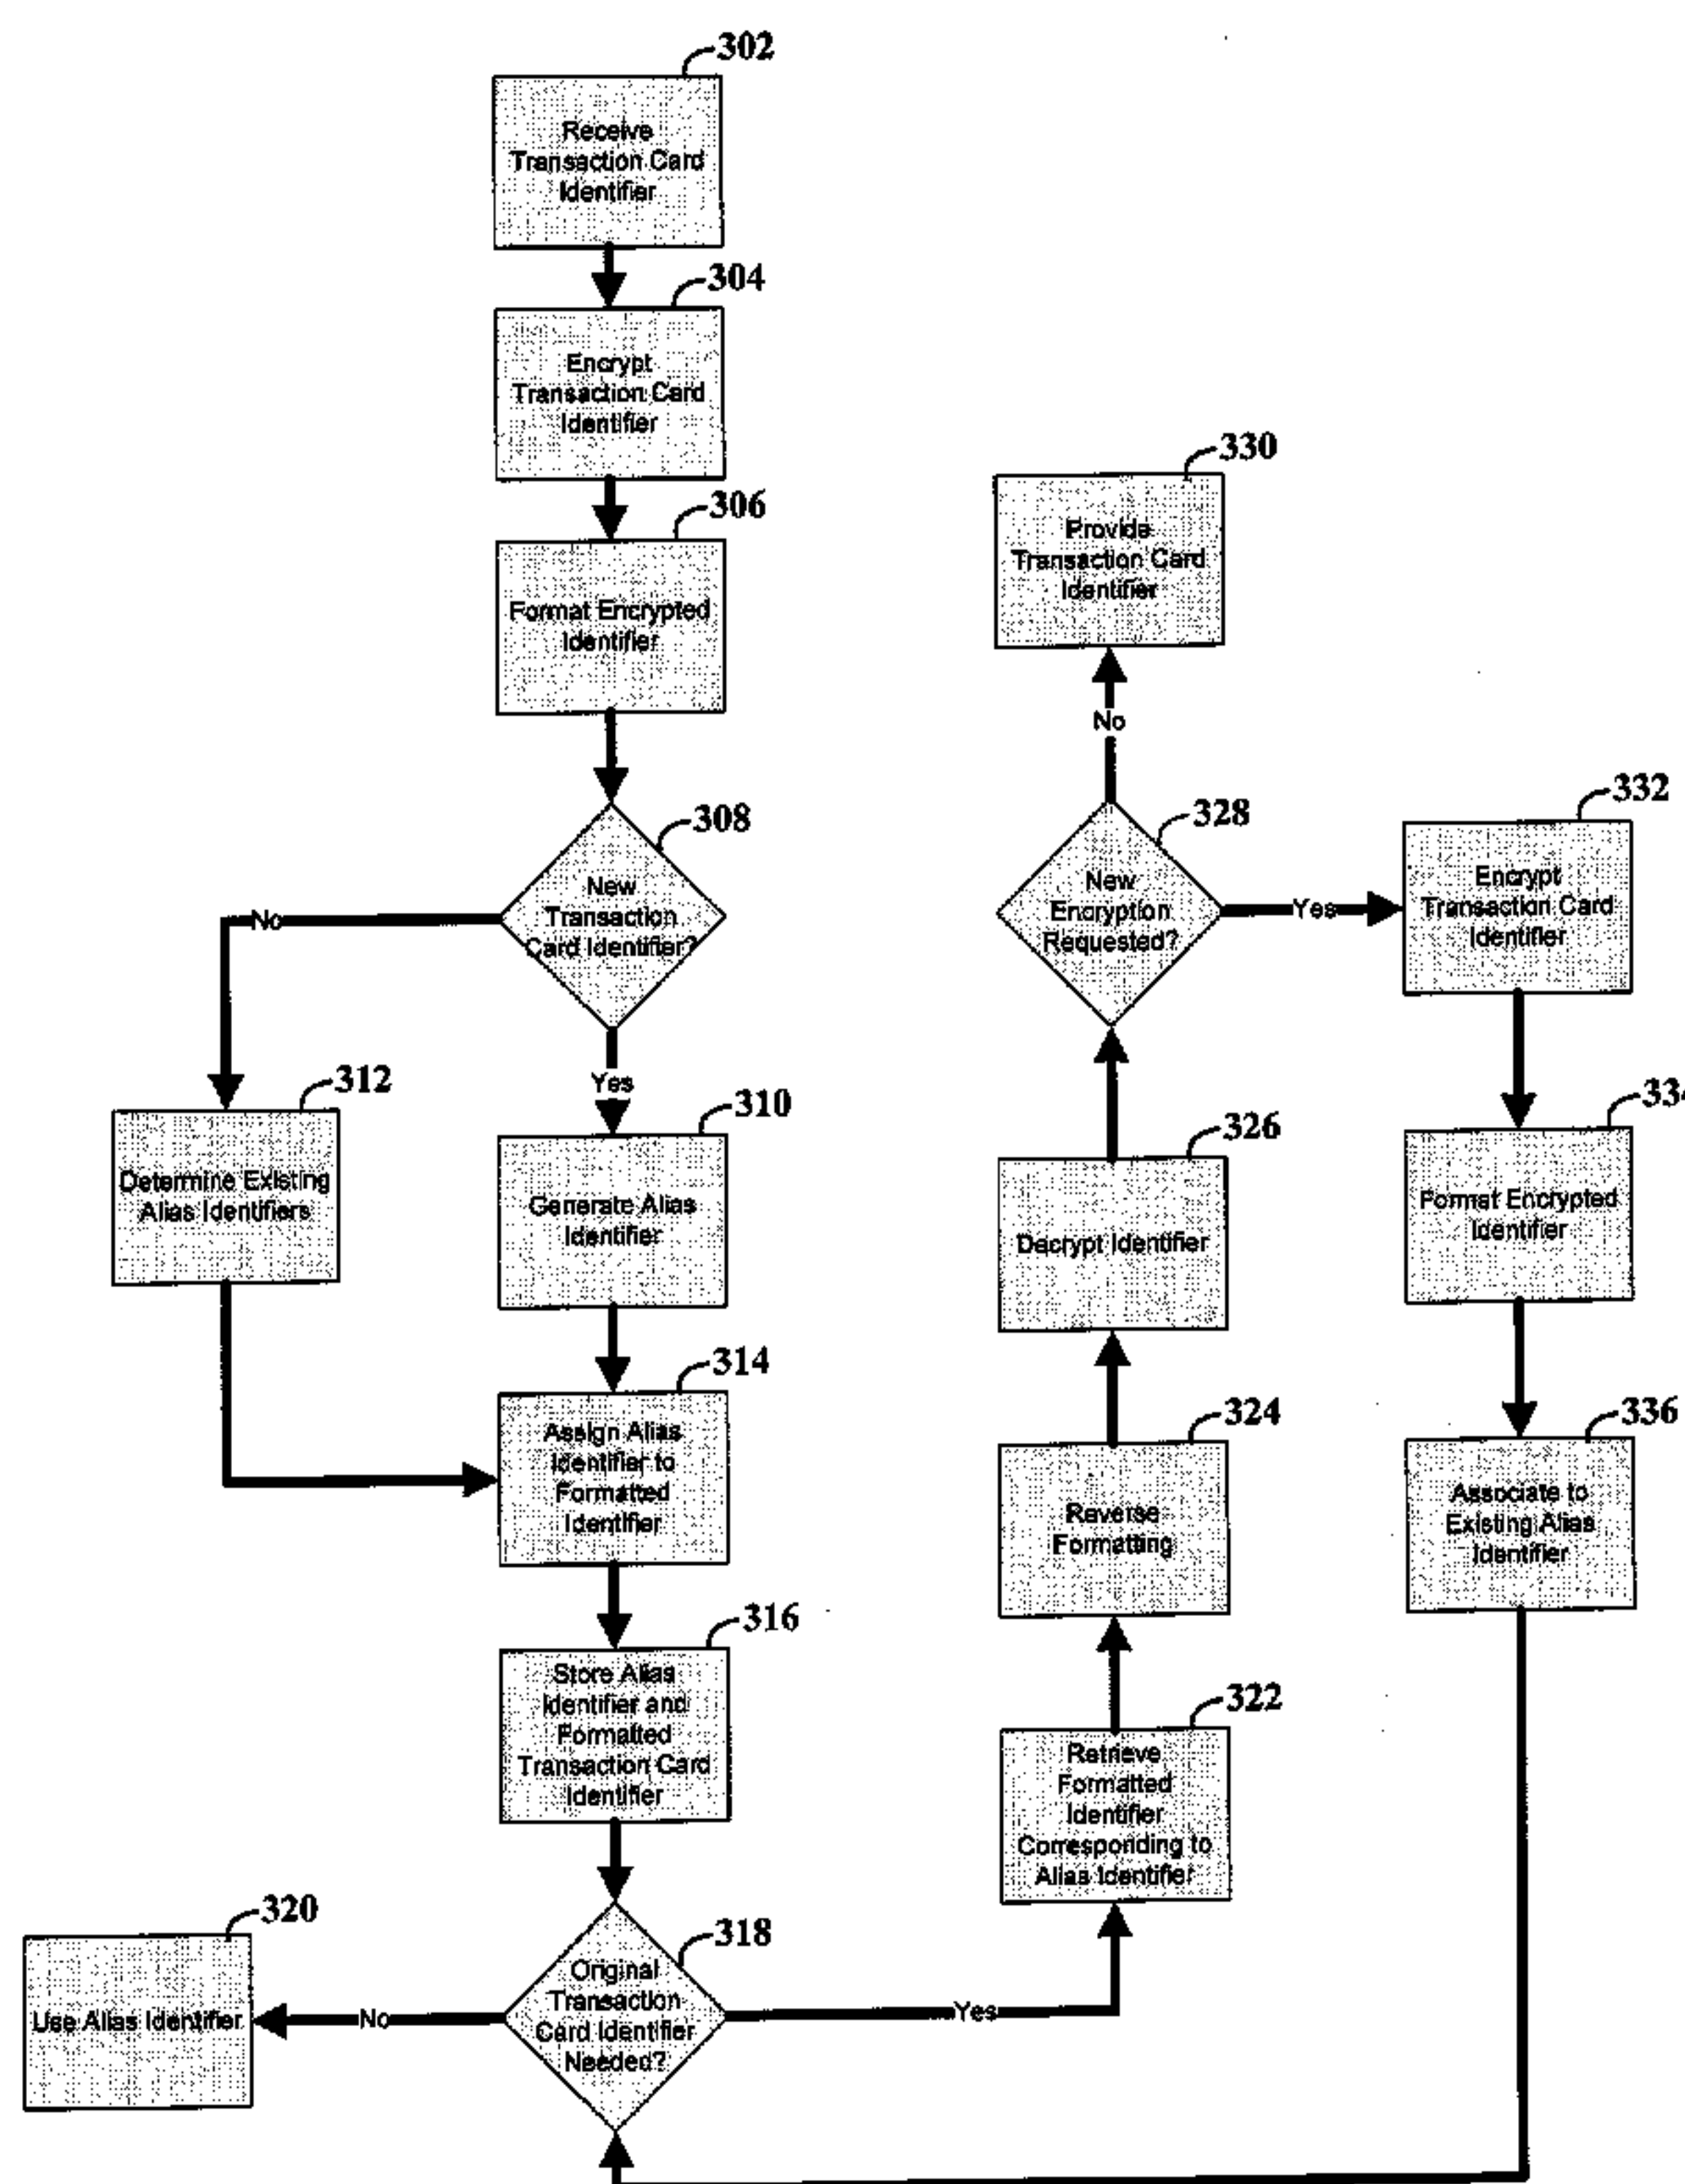 302
Receive
Transaction Card
Identifier
304
Encrypt
Transaction Card
Identifier
306
Format Encrypted
Identifier
308
New
Transaction
Card Identifier?
No
Yes
312
Determine Existing
Alias Identifiers
310
Generate Alias
Identifier
314
Assign Alias
Identifier to
Formatted
Identifier
316
Store Alias
Identifier and
Formatted
Transaction Card
Identifier
318
Original
Transaction
Card Identifier
Needed?
No
Yes
320
Use Alias Identifier
322
Retrieve
Formatted
Identifier
Corresponding to
Alias Identifier
324
Reverse
Formatting
326
Decrypt Identifier
328
New
Encryption
Requested?
No
Yes
330
Provide
Transaction Card
Identifier
332
Encrypt
Transaction Card
Identifier
334
Format Encrypted
Identifier
336
Associate to
Existing Alias
Identifier